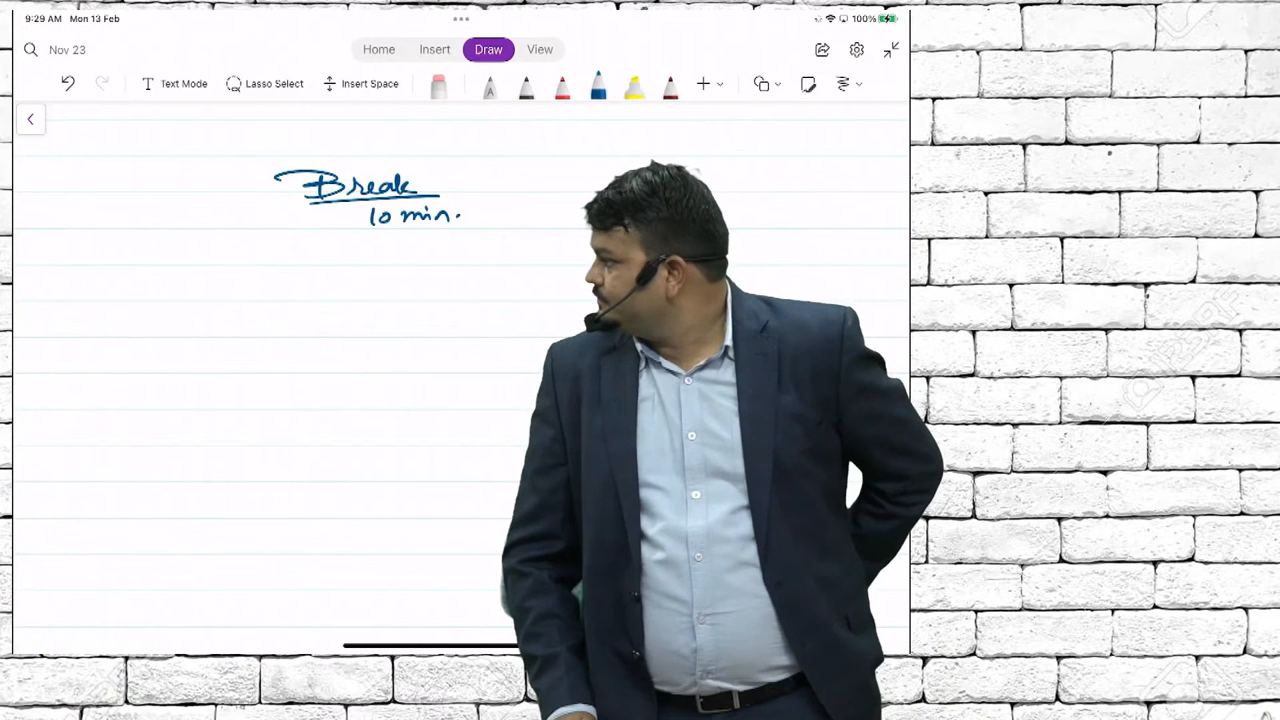 9:29 AM Mon 13 Feb
100%
Nov 23
Home Insert Draw View
Text Mode Lasso Select Insert Space
Break
10 min.